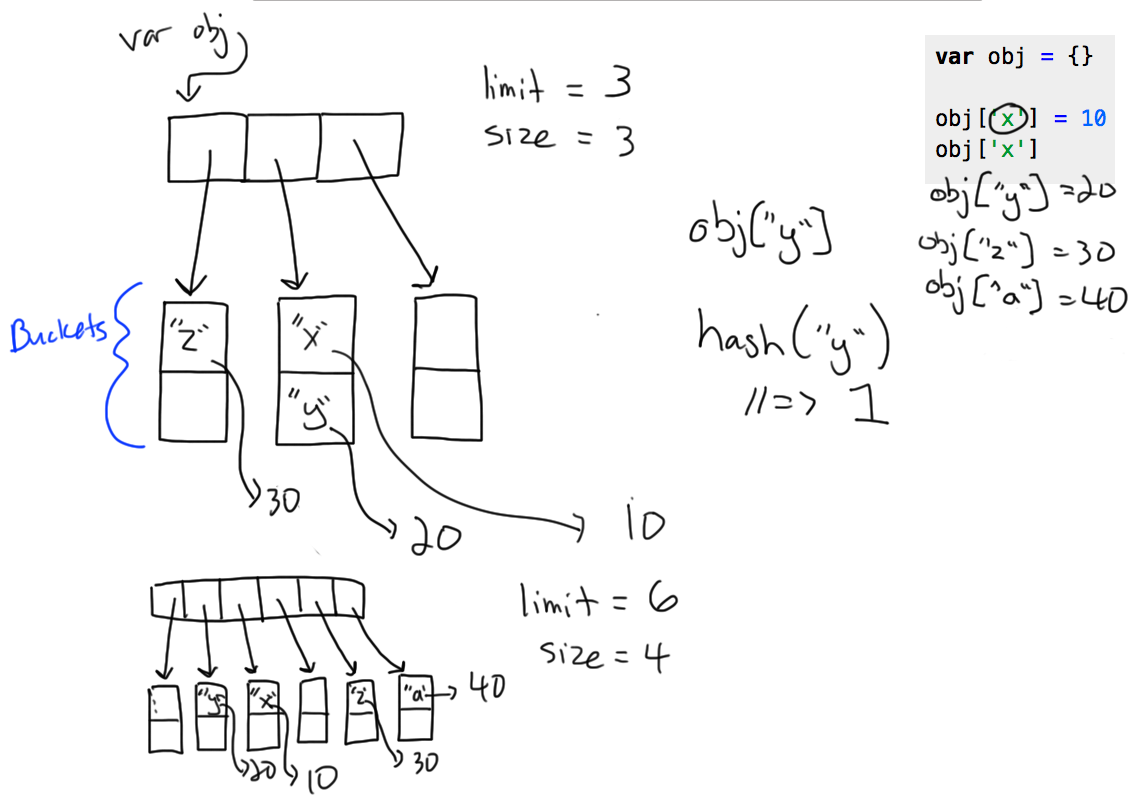 var obj
limit = 3
size = 3
var obj = {}
obj['x'] = 10
obj['x']
obj["y"] = 20
obj["z"] = 30
obj["a"] = 40
obj["y"]
hash("y")
//=> 1
Buckets
"z"
"x"
"y"
30
20
10
limit = 6
size = 4
"y"
"x"
"z"
"a"
40
20
10
30